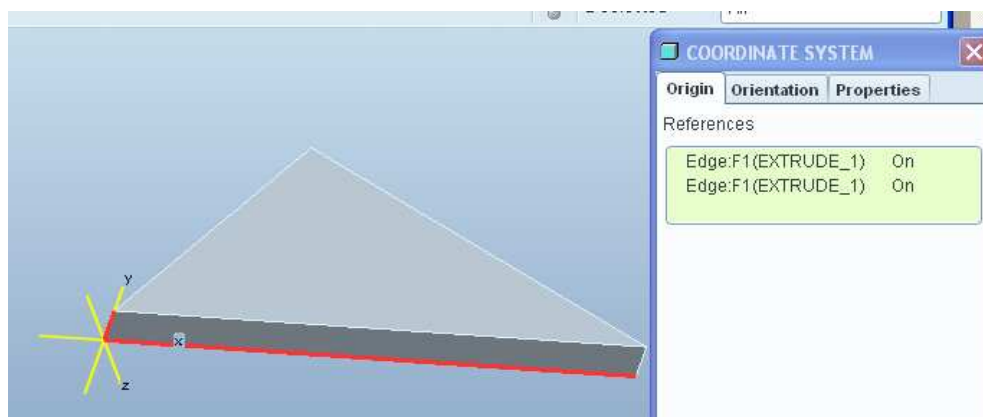 COORDINATE SYSTEM
Origin Orientation Properties
References
Edge:F1(EXTRUDE_1) On
Edge:F1(EXTRUDE_1) On
y
x
z